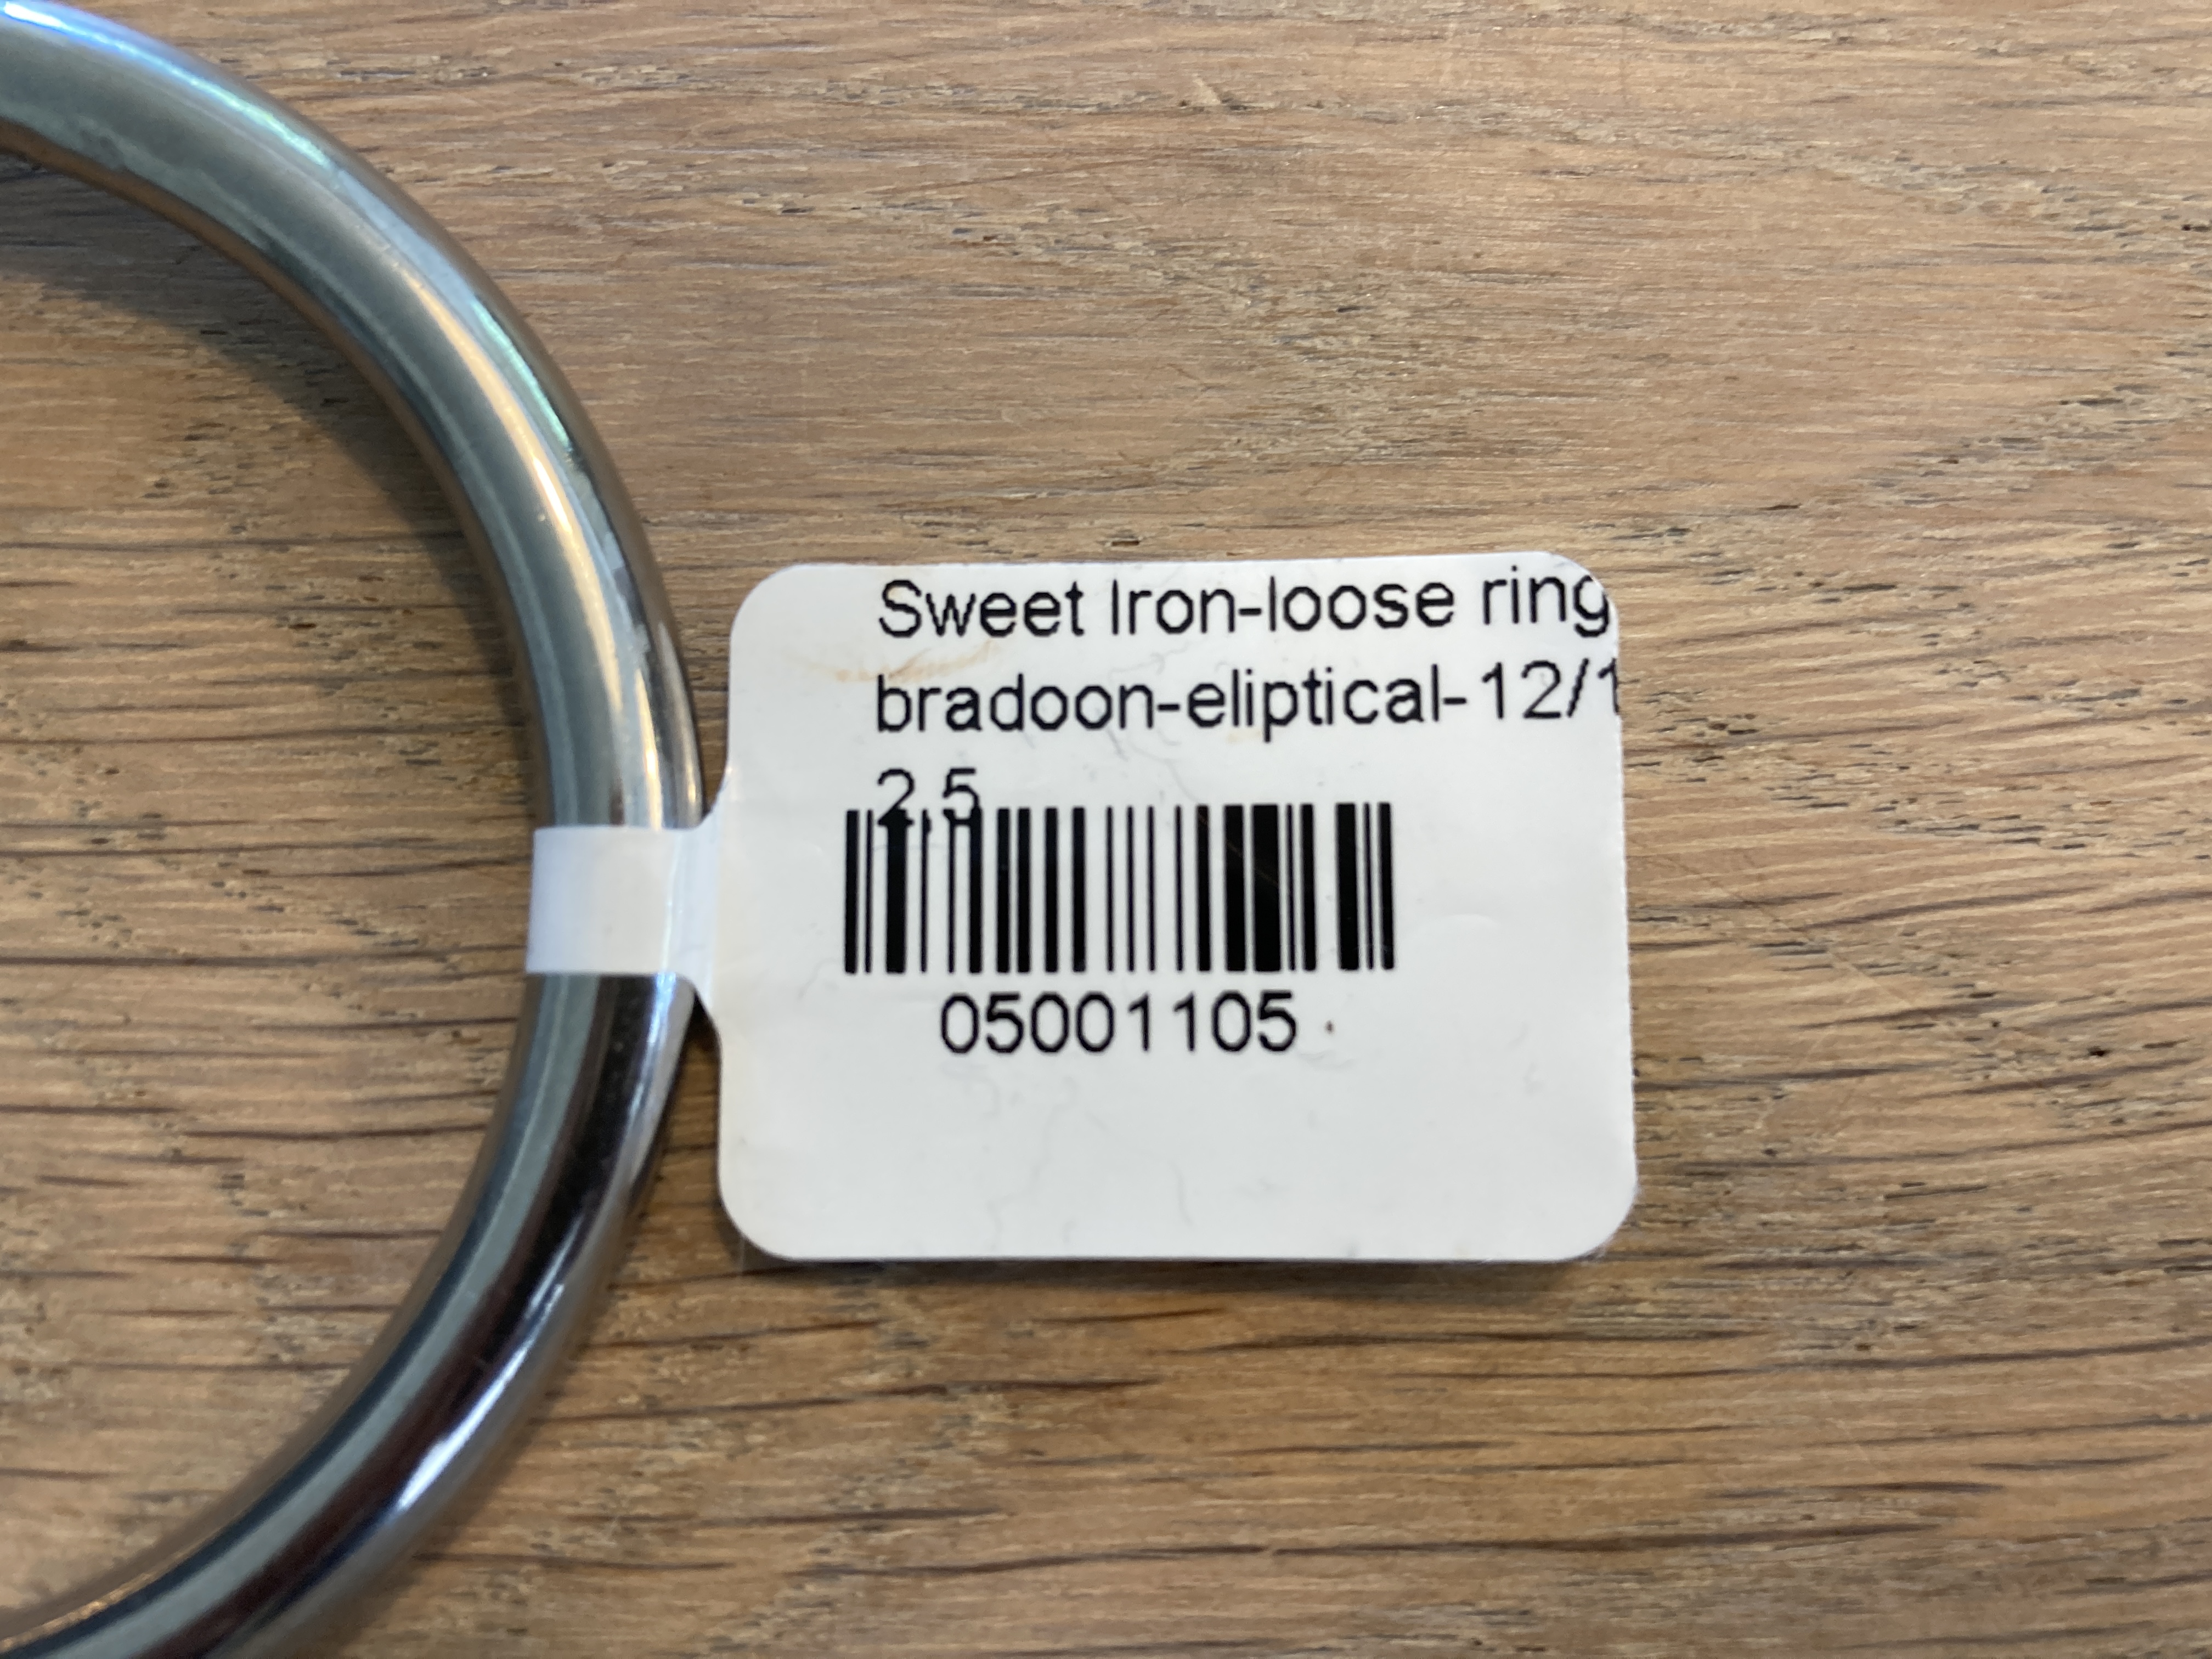 Sweet Iron-loose ring
bradoon-eliptical- 12/1
2,5
05001105